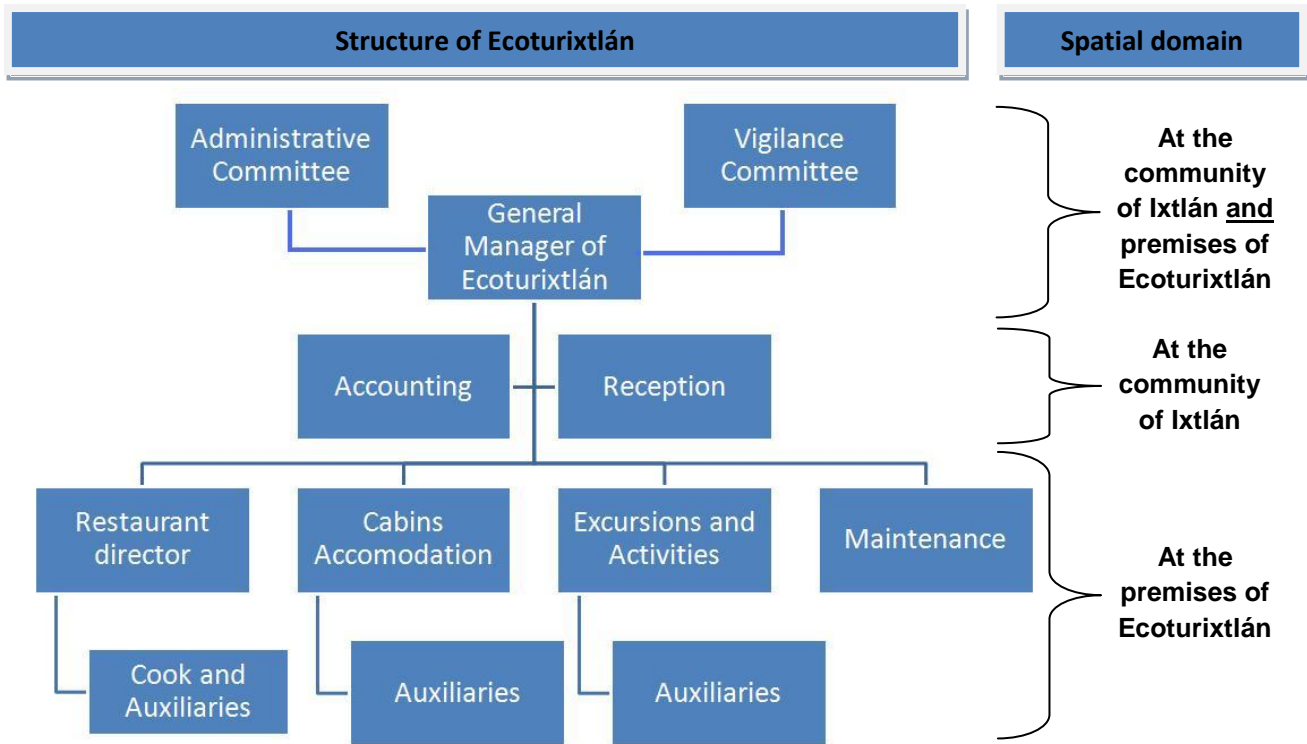 Structure of Ecoturixtlán
Spatial domain
Administrative
Committee
Vigilance
Committee
General
Manager of
Ecoturixtlán
At the
community
of Ixtlán and
premises of
Ecoturixtlán
Accounting
Reception
At the
community
of Ixtlán
Restaurant
director
Cabins
Accomodation
Excursions and
Activities
Maintenance
Cook and
Auxiliaries
Auxiliaries
Auxiliaries
At the
premises of
Ecoturixtlán